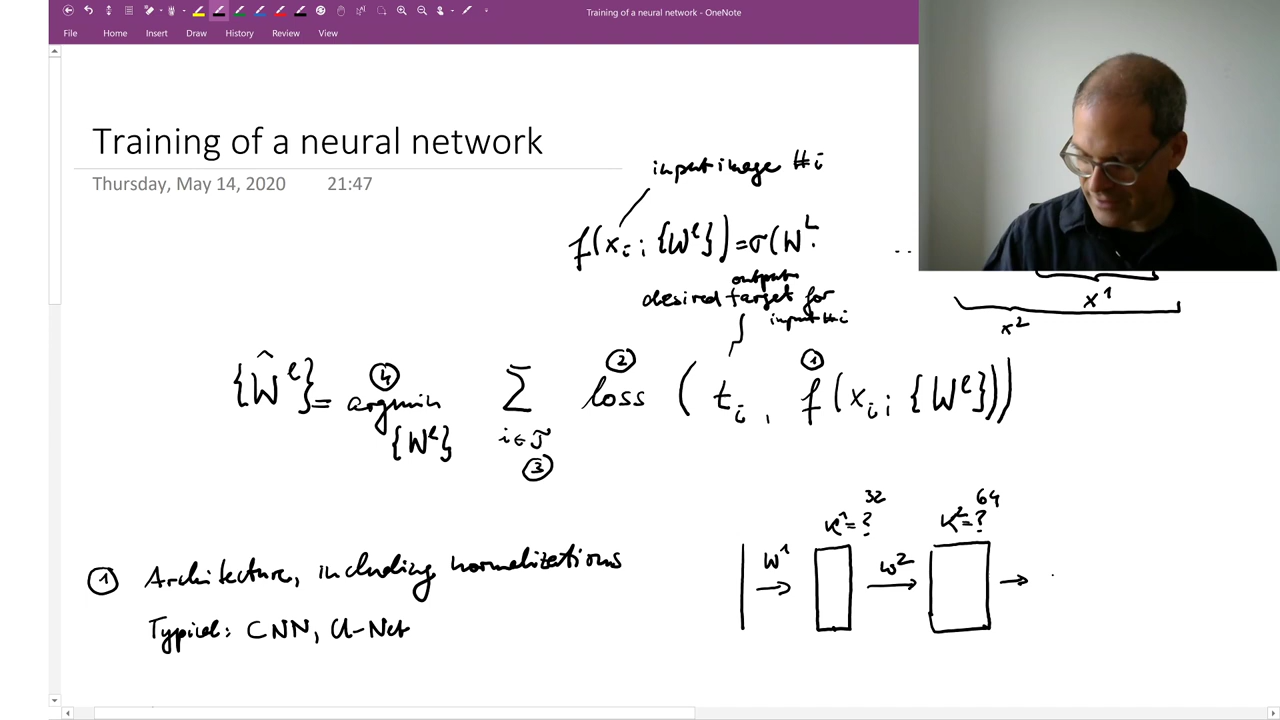 Training of a neural network - OneNote
File Home Insert Draw History Review View
Training of a neural network
Thursday, May 14, 2020 21:47
input image #i
f(x_i; {W^l}) = σ(W^L. ..
output
desired target for
input #i
x^1
x^2
④ ② ①
{Ŵ^l} = argmin Σ loss (t_i, f(x_i; {W^l}))
{W^l} i∈T
③
32 64
K^1=? K^2=?
W^1 W^2
① Architecture, including normalizations
Typical: CNN, U-Net